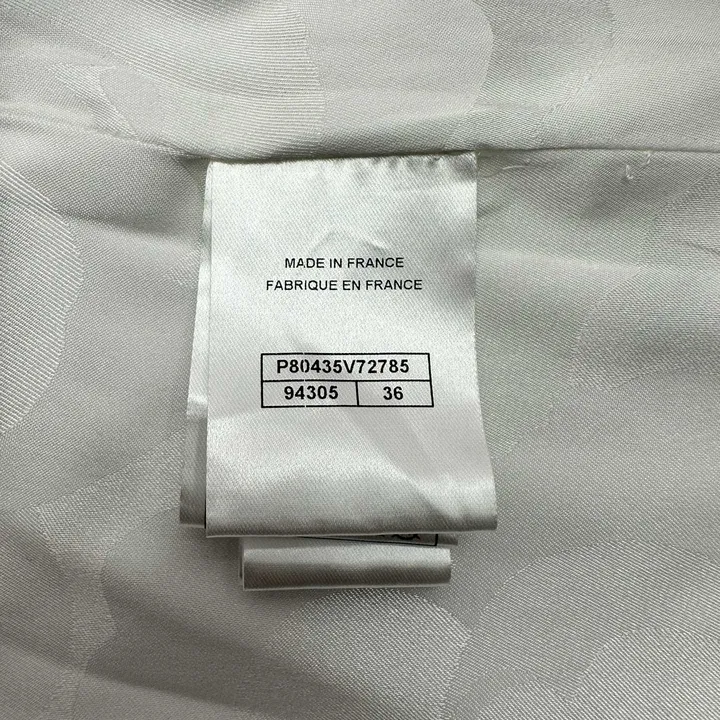 MADE IN FRANCE
FABRIQUE EN FRANCE
P80435V72785
94305 36